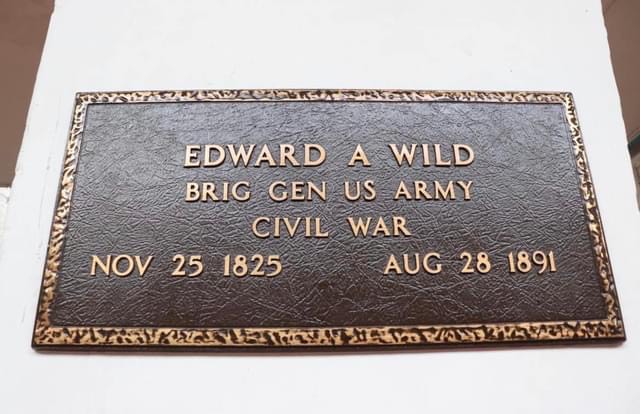 EDWARD A WILD
BRIG GEN US ARMY
CIVIL WAR
NOV 25 1825 AUG 28 1891